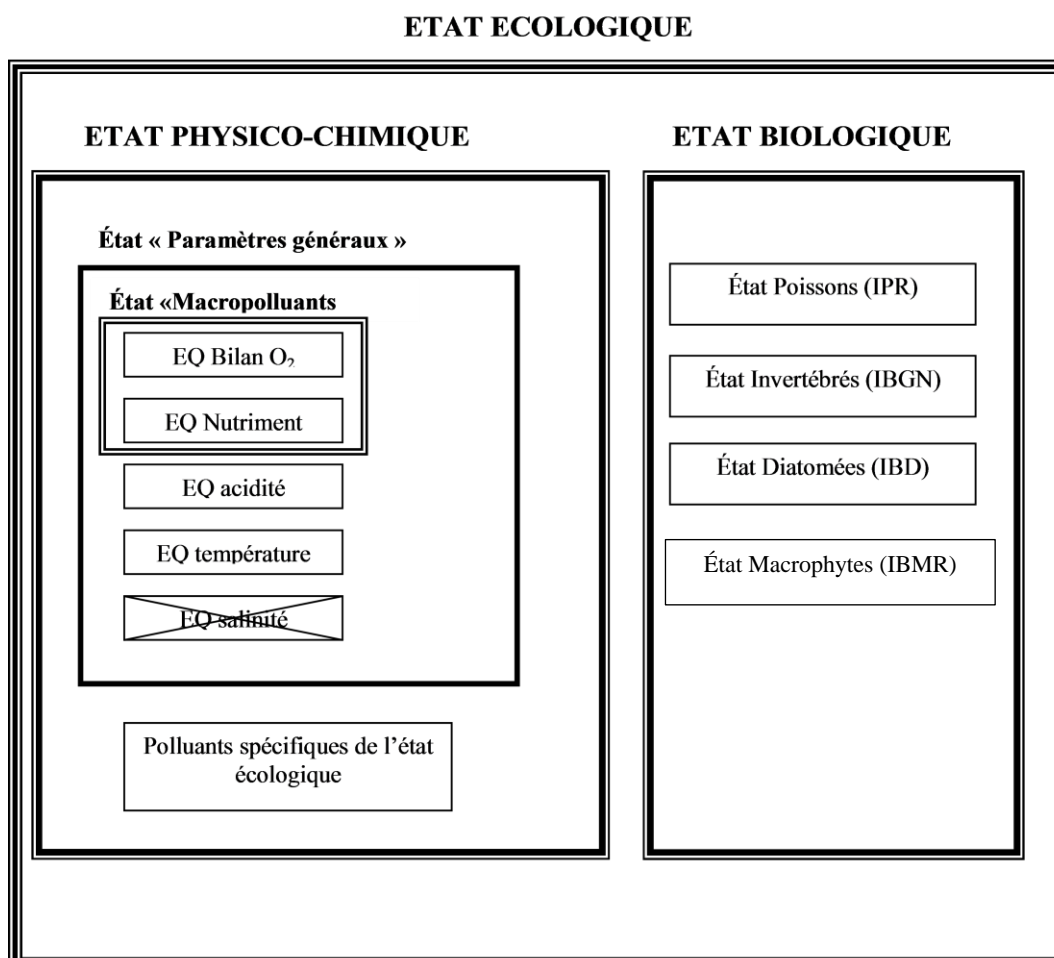 ETAT ECOLOGIQUE
ETAT PHYSICO-CHIMIQUE
État « Paramètres généraux »
État «Macropolluants
EQ Bilan O₂
EQ Nutriment
EQ acidité
EQ température
EQ salinité
Polluants spécifiques de l’état
écologique
ETAT BIOLOGIQUE
État Poissons (IPR)
État Invertébrés (IBGN)
État Diatomées (IBD)
État Macrophytes (IBMR)